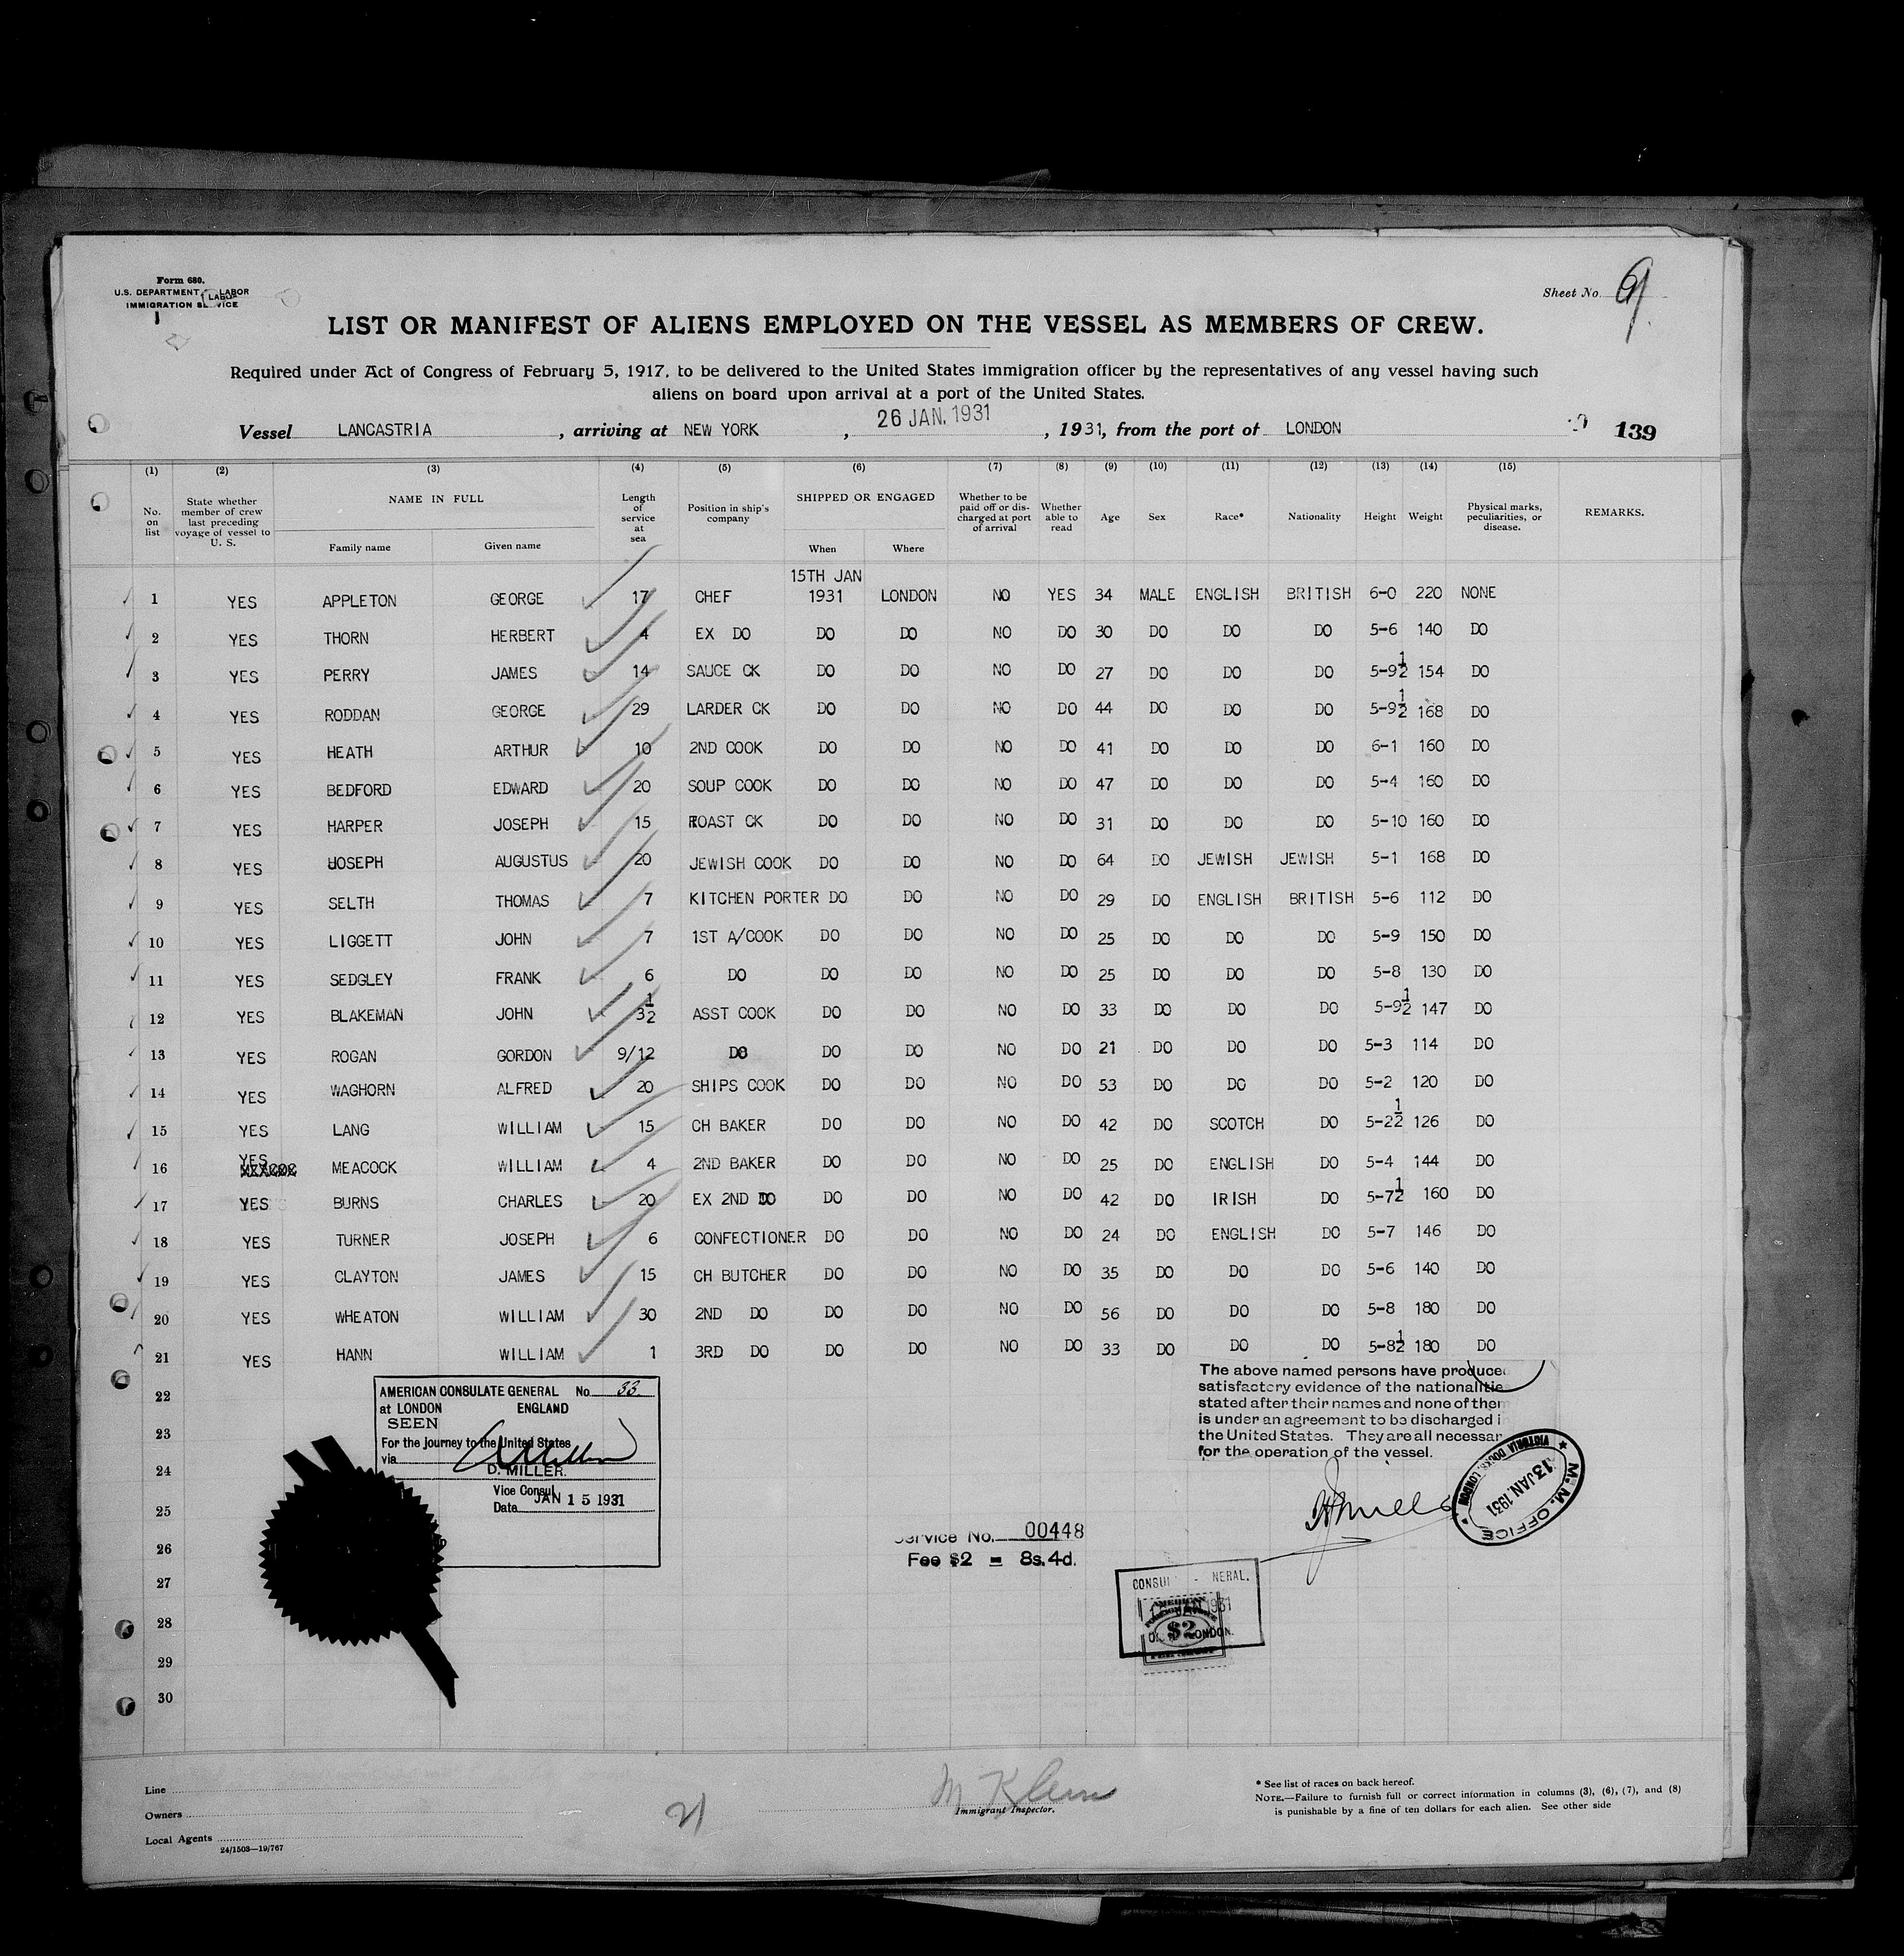 Form 680.
U.S. DEPARTMENT LABOR
LABOR
IMMIGRATION SERVICE
Sheet No. 9
LIST OR MANIFEST OF ALIENS EMPLOYED ON THE VESSEL AS MEMBERS OF CREW.
Required under Act of Congress of February 5, 1917, to be delivered to the United States immigration officer by the representatives of any vessel having such
aliens on board upon arrival at a port of the United States.
Vessel LANCASTRIA , arriving at NEW YORK , 26 JAN. 1931 , 1931, from the port of LONDON 139
(1) (2) (3) (4) (5) (6) (7) (8) (9) (10) (11) (12) (13) (14) (15)
No. on list State whether member of crew last preceding voyage of vessel to U. S. NAME IN FULL Length of service at sea Position in ship's company SHIPPED OR ENGAGED Whether to be paid off or discharged at port of arrival Whether able to read Age Sex Race* Nationality Height Weight Physical marks, peculiarities, or disease. REMARKS.
Family name Given name When Where
15TH JAN
1 YES APPLETON GEORGE 17 CHEF 1931 LONDON NO YES 34 MALE ENGLISH BRITISH 6-0 220 NONE
2 YES THORN HERBERT 4 EX DO DO DO NO DO 30 DO DO DO 5-6 140 DO
3 YES PERRY JAMES 14 SAUCE CK DO DO NO DO 27 DO DO DO 5-9½ 154 DO
4 YES RODDAN GEORGE 29 LARDER CK DO DO NO DO 44 DO DO DO 5-9½ 168 DO
5 YES HEATH ARTHUR 10 2ND COOK DO DO NO DO 41 DO DO DO 6-1 160 DO
6 YES BEDFORD EDWARD 20 SOUP COOK DO DO NO DO 47 DO DO DO 5-4 160 DO
7 YES HARPER JOSEPH 15 ROAST CK DO DO NO DO 31 DO DO DO 5-10 160 DO
8 YES JOSEPH AUGUSTUS 20 JEWISH COOK DO DO NO DO 64 DO JEWISH JEWISH 5-1 168 DO
9 YES SELTH THOMAS 7 KITCHEN PORTER DO DO NO DO 29 DO ENGLISH BRITISH 5-6 112 DO
10 YES LIGGETT JOHN 7 1ST A/COOK DO DO NO DO 25 DO DO DO 5-9 150 DO
11 YES SEDGLEY FRANK 6 DO DO DO NO DO 25 DO DO DO 5-8 130 DO
12 YES BLAKEMAN JOHN 3½ ASST COOK DO DO NO DO 33 DO DO DO 5-9½ 147 DO
13 YES ROGAN GORDON 9/12 DO DO DO NO DO 21 DO DO DO 5-3 114 DO
14 YES WAGHORN ALFRED 20 SHIPS COOK DO DO NO DO 53 DO DO DO 5-2 120 DO
15 YES LANG WILLIAM 15 CH BAKER DO DO NO DO 42 DO SCOTCH DO 5-2½ 126 DO
16 YES MEACOCK WILLIAM 4 2ND BAKER DO DO NO DO 25 DO ENGLISH DO 5-4 144 DO
17 YES BURNS CHARLES 20 EX 2ND DO DO DO NO DO 42 DO IRISH DO 5-7½ 160 DO
18 YES TURNER JOSEPH 6 CONFECTIONER DO DO NO DO 24 DO ENGLISH DO 5-7 146 DO
19 YES CLAYTON JAMES 15 CH BUTCHER DO DO NO DO 35 DO DO DO 5-6 140 DO
20 YES WHEATON WILLIAM 30 2ND DO DO DO NO DO 56 DO DO DO 5-8 180 DO
21 YES HANN WILLIAM 1 3RD DO DO DO NO DO 33 DO DO DO 5-8½ 180 DO
22
23
24
25
26
27
28
29
30
AMERICAN CONSULATE GENERAL No. 33.
at LONDON ENGLAND
SEEN
For the journey to the United States
via
D. MILLER.
Vice Consul
Date JAN 15 1931
The above named persons have produce
satisfactory evidence of the nationalitie
stated after their names and none of them
is under an agreement to be discharged i
the United States. They are all necessar
for the operation of the vessel.
M. M. OFFICE
13 JAN. 1931
VICTORIA DOCKS, LONDON
Service No. 00448
Fee $2 = 8s. 4d.
CONSUL - NERAL.
JAN 1931
LONDON.
AMERICAN
$2
Line
Owners
Local Agents
24/1503—19/767
21
M Klein
Immigrant Inspector.
* See list of races on back hereof.
NOTE.—Failure to furnish full or correct information in columns (3), (6), (7), and (8)
is punishable by a fine of ten dollars for each alien. See other side